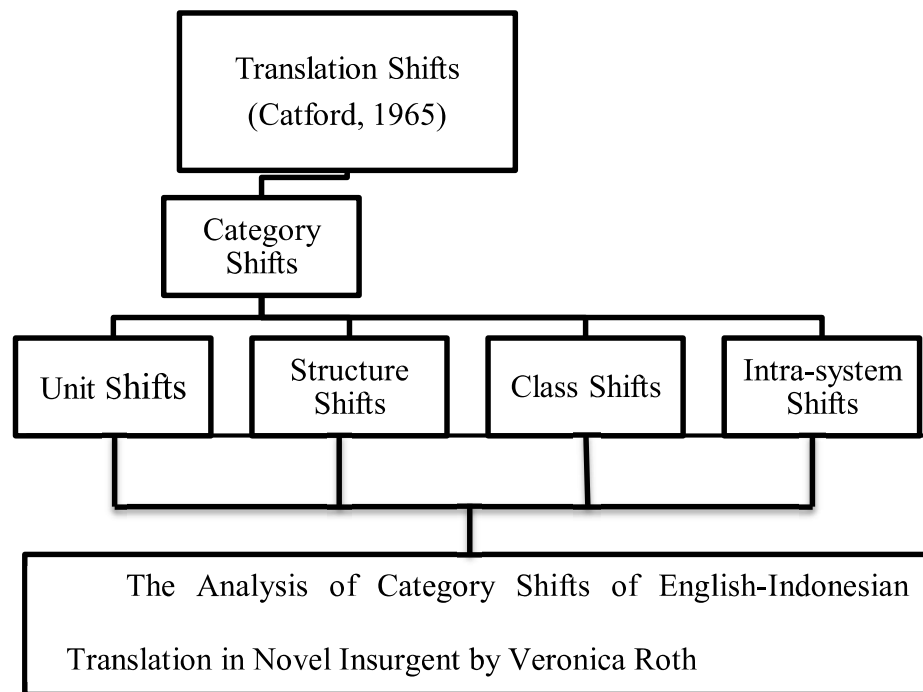 Translation Shifts
(Catford, 1965)
Category
Shifts
Unit Shifts
Structure
Shifts
Class Shifts
Intra-system
Shifts
The Analysis of Category Shifts of English-Indonesian
Translation in Novel Insurgent by Veronica Roth